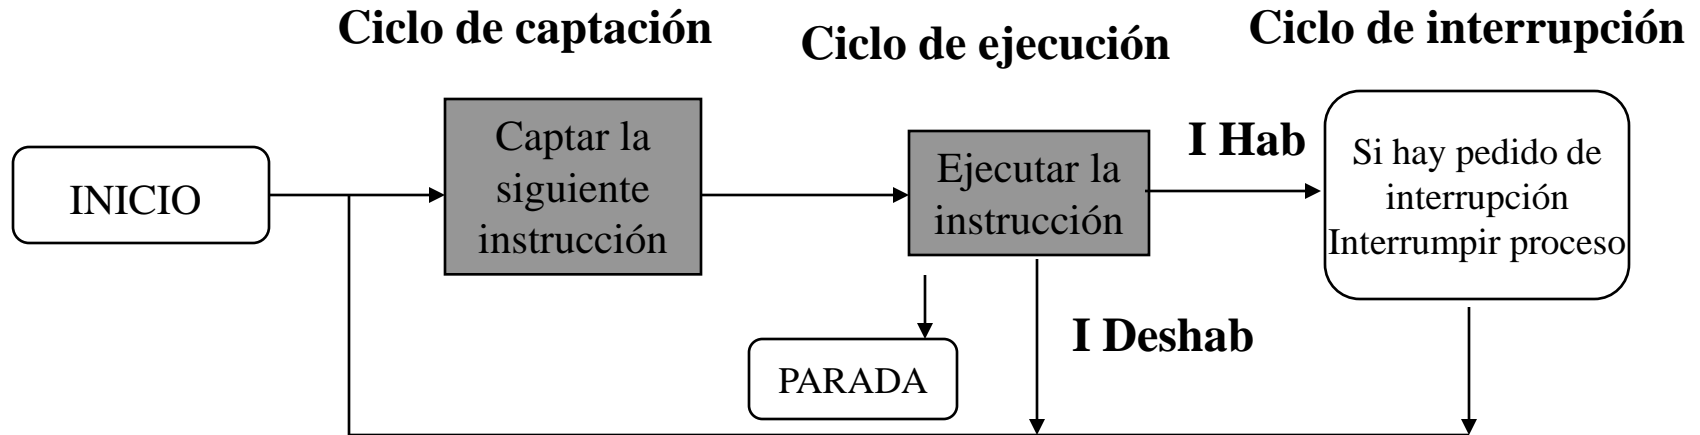 Ciclo de captación
Ciclo de ejecución
Ciclo de interrupción
INICIO
Captar la
siguiente
instrucción
Ejecutar la
instrucción
I Hab
Si hay pedido de
interrupción
Interrumpir proceso
I Deshab
PARADA